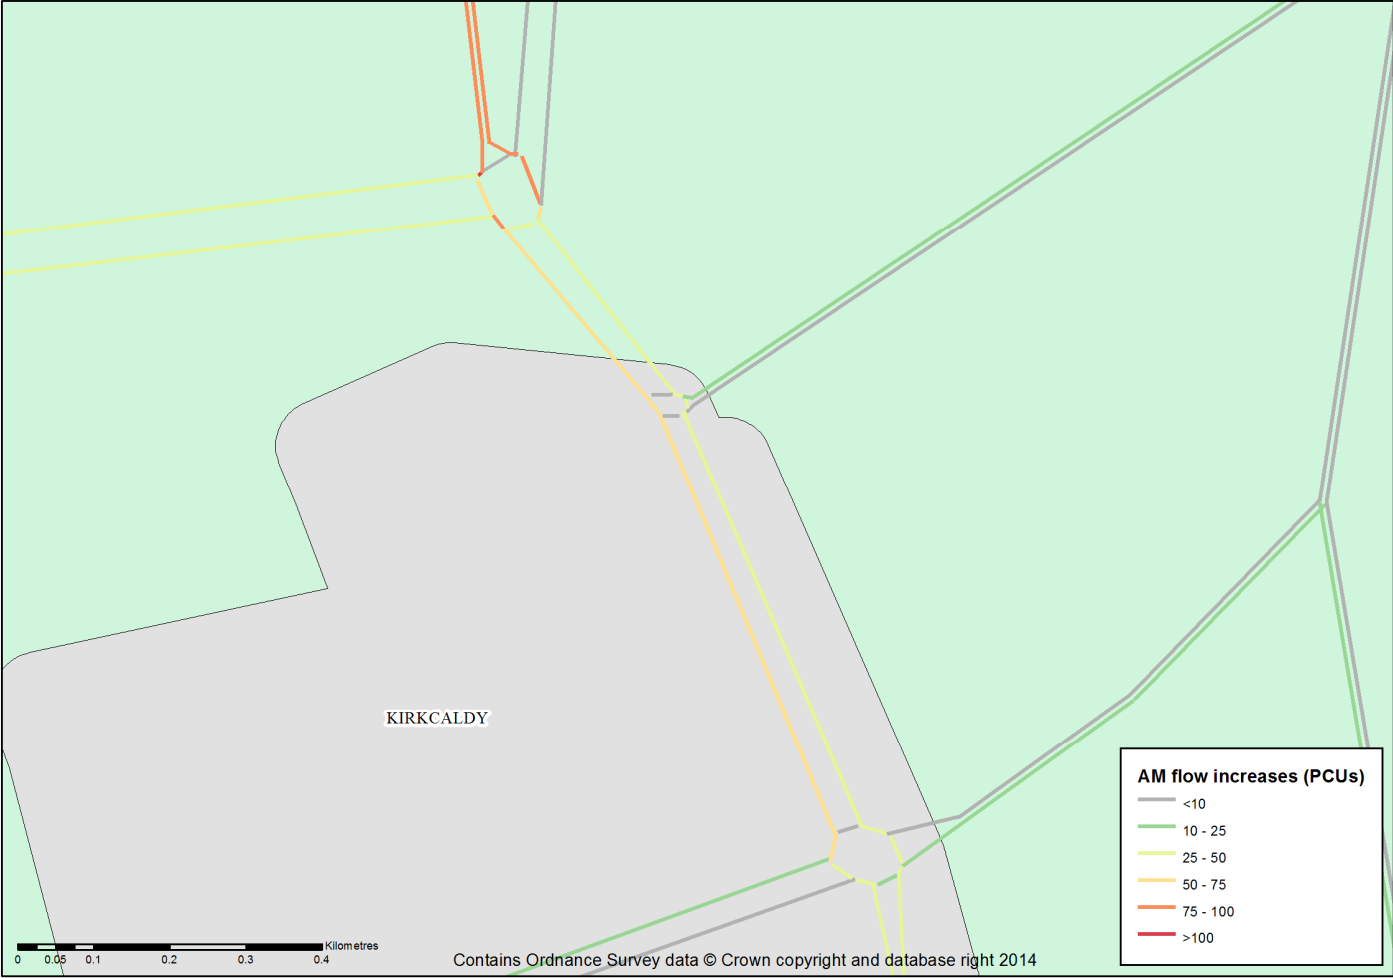 KIRKCALDY
AM flow increases (PCUs)
<10
10 - 25
25 - 50
50 - 75
75 - 100
>100
Kilometres
0 0.05 0.1 0.2 0.3 0.4
Contains Ordnance Survey data © Crown copyright and database right 2014